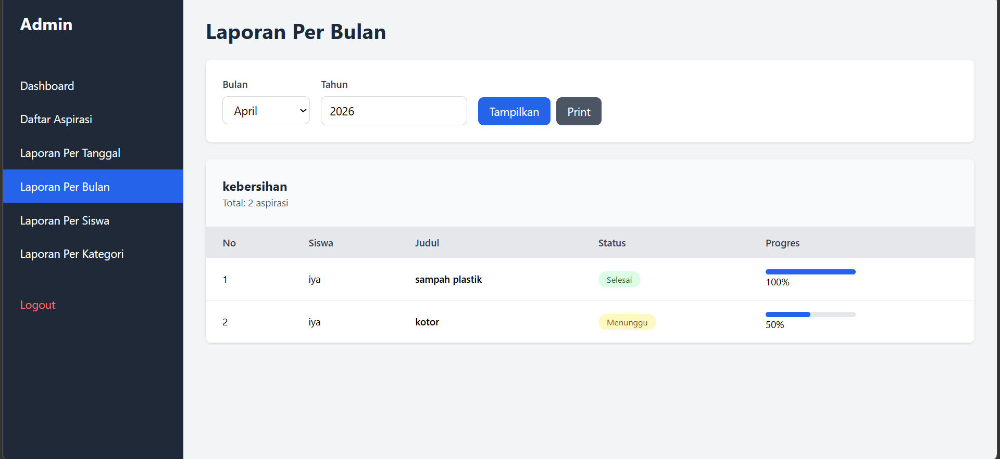 Admin
Dashboard
Daftar Aspirasi
Laporan Per Tanggal
Laporan Per Bulan
Laporan Per Siswa
Laporan Per Kategori
Logout
Laporan Per Bulan
Bulan Tahun
April 2026 Tampilkan Print
kebersihan
Total: 2 aspirasi
No Siswa Judul Status Progres
1 iya sampah plastik Selesai 100%
2 iya kotor Menunggu 50%